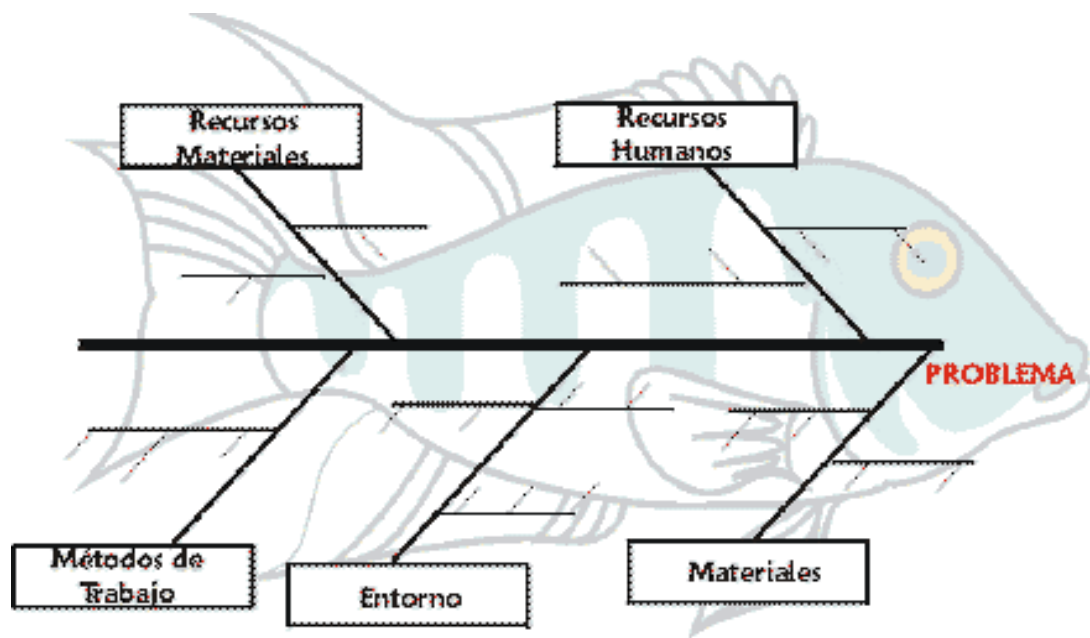 Recursos
Materiales
Recursos
Humanos
PROBLEMA
Métodos de
Trabajo
Entorno
Materiales